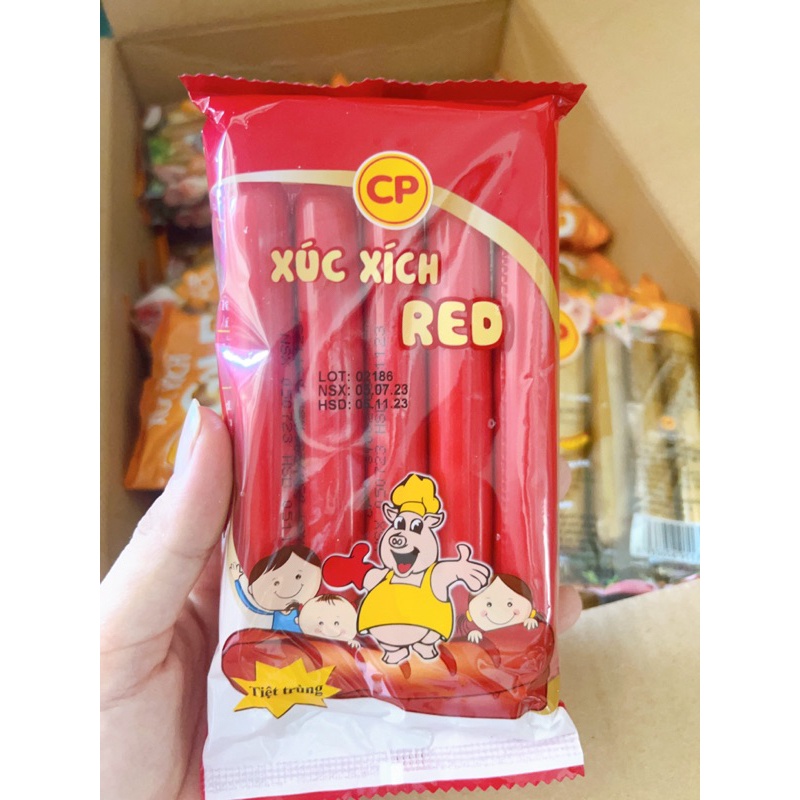 CP
XÚC XÍCH
RED
LOT: 02186
NSX: 05.07.23
HSD: 05.11.23
Tiệt trùng